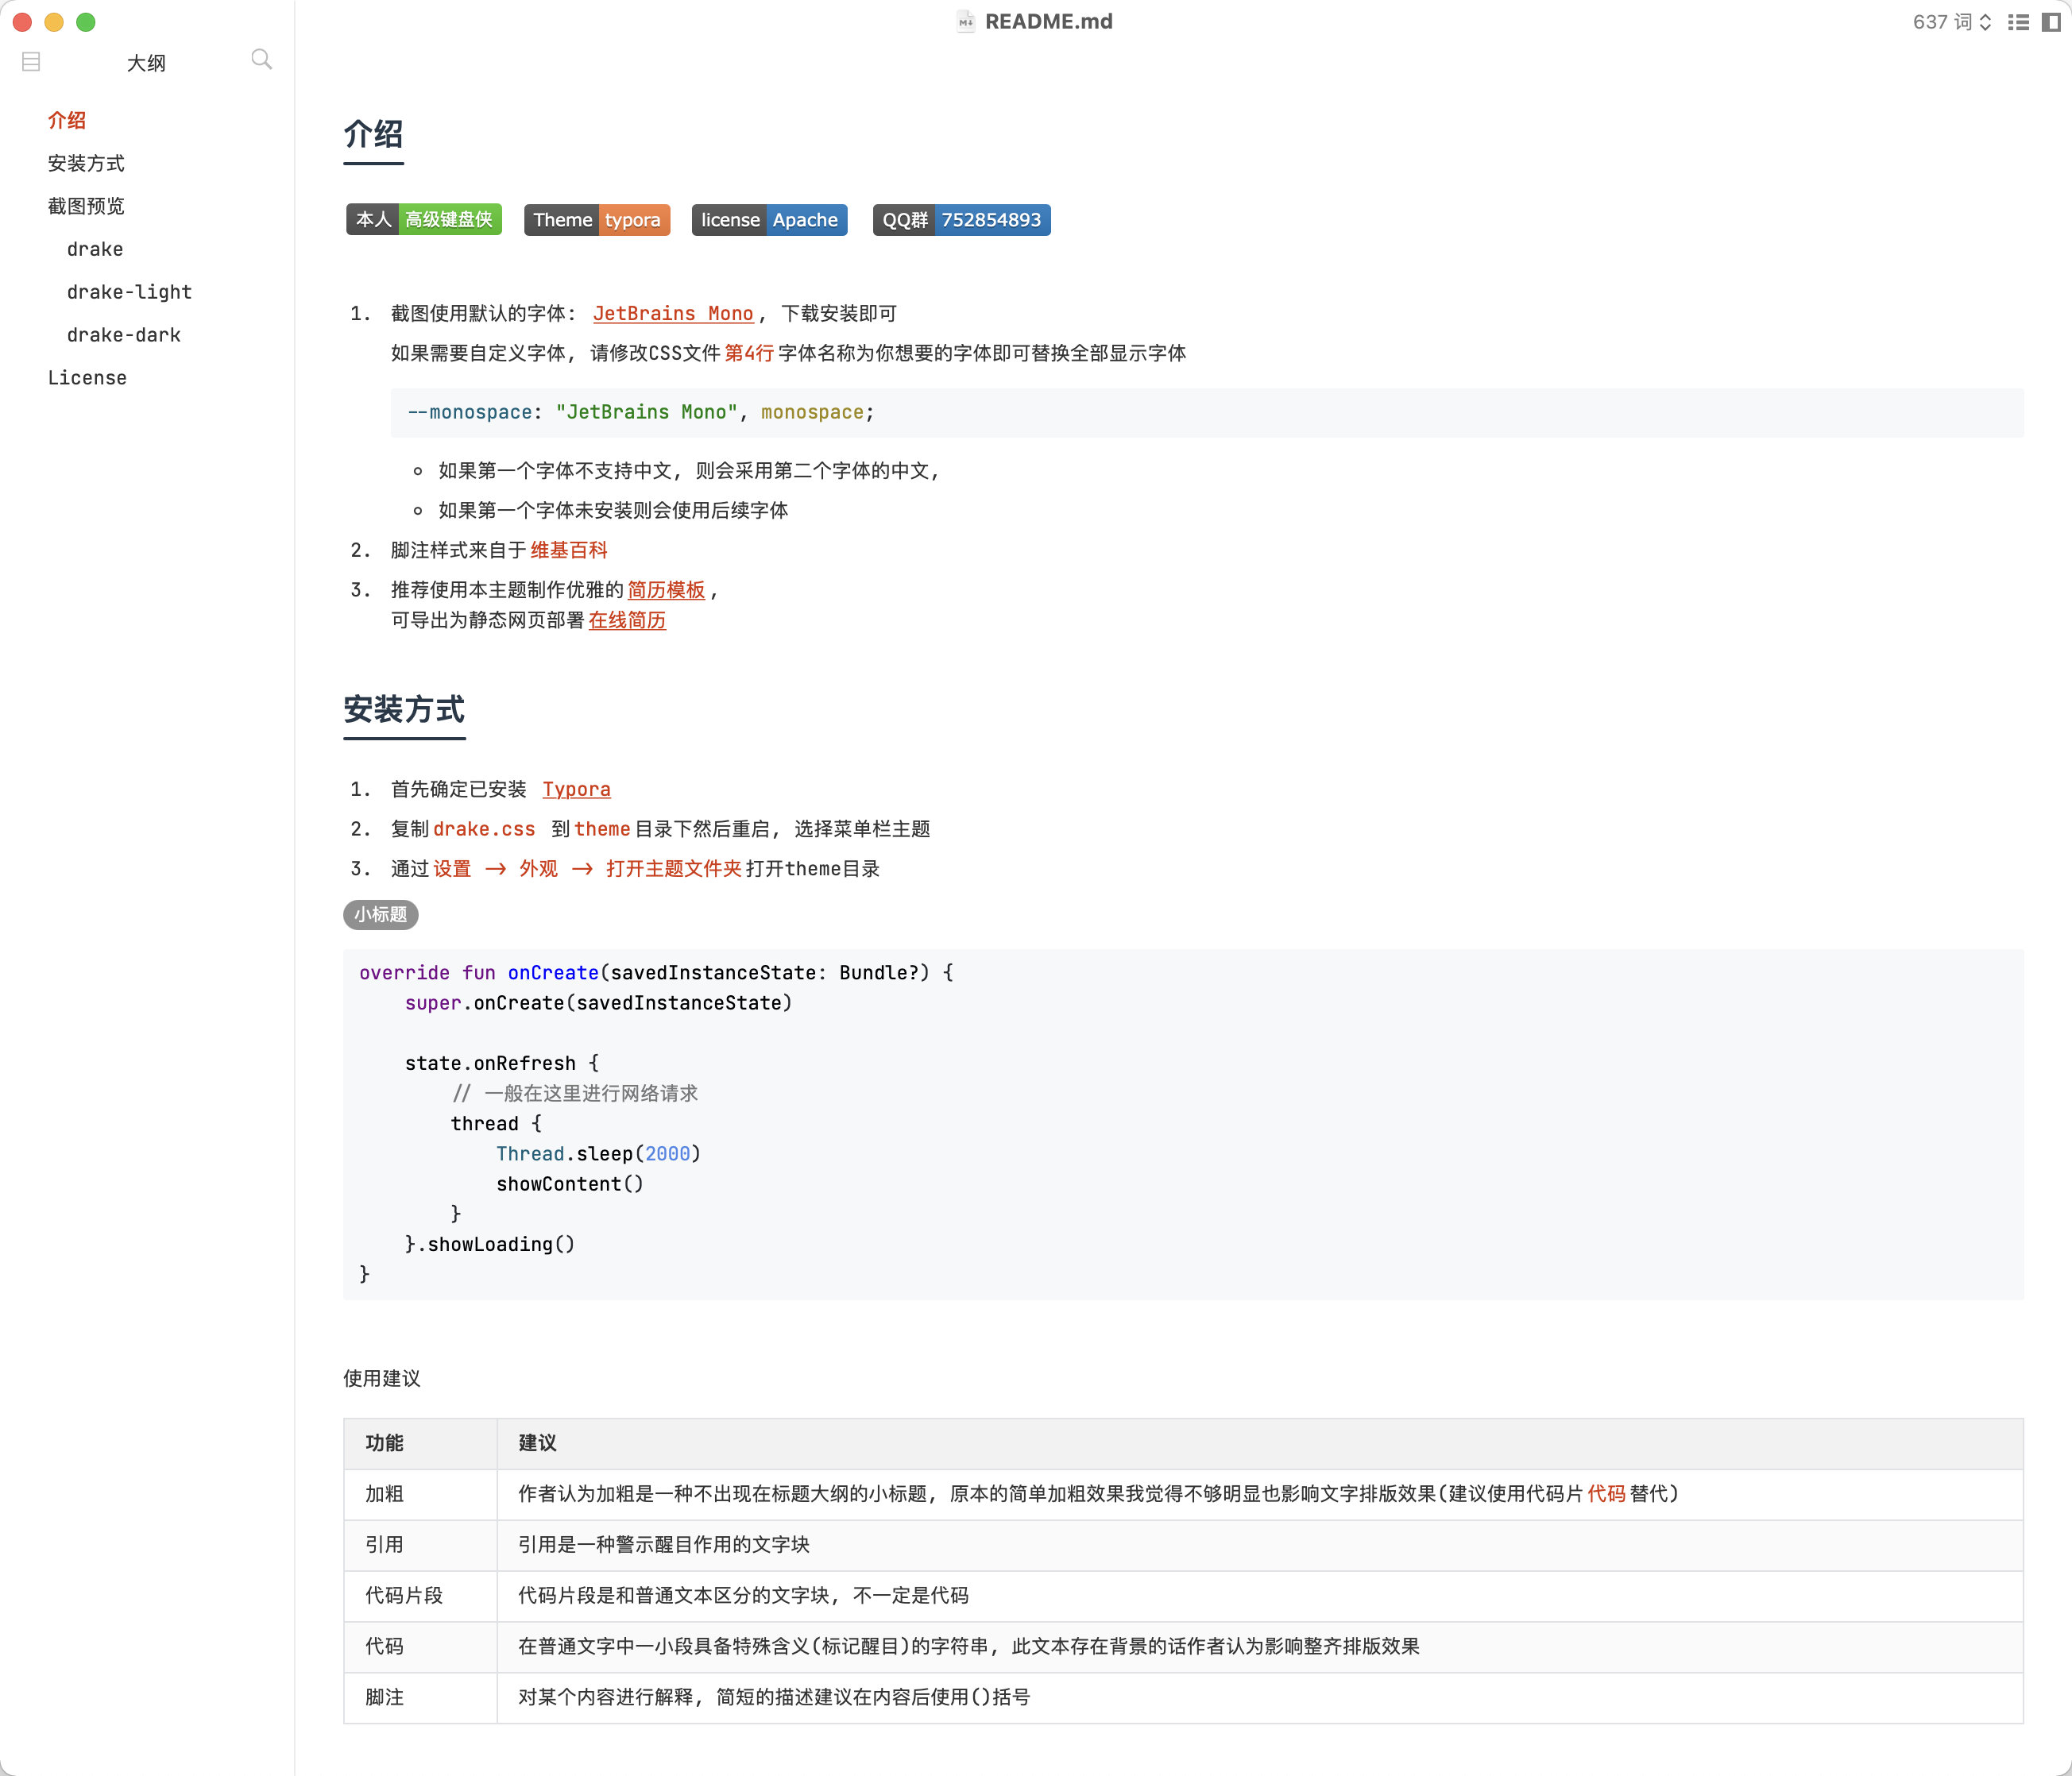 README.md
637 词
大纲
介绍
安装方式
截图预览
drake
drake-light
drake-dark
License
介绍
本人 高级键盘侠 Theme typora license Apache QQ群 752854893
1. 截图使用默认的字体: JetBrains Mono, 下载安装即可
如果需要自定义字体, 请修改CSS文件第4行字体名称为你想要的字体即可替换全部显示字体
--monospace: "JetBrains Mono", monospace;
如果第一个字体不支持中文, 则会采用第二个字体的中文,
如果第一个字体未安装则会使用后续字体
2. 脚注样式来自于维基百科
3. 推荐使用本主题制作优雅的简历模板,
可导出为静态网页部署在线简历
安装方式
1. 首先确定已安装 Typora
2. 复制drake.css 到theme目录下然后重启, 选择菜单栏主题
3. 通过设置 -> 外观 -> 打开主题文件夹打开theme目录
小标题
override fun onCreate(savedInstanceState: Bundle?) {
super.onCreate(savedInstanceState)
state.onRefresh {
// 一般在这里进行网络请求
thread {
Thread.sleep(2000)
showContent()
}
}.showLoading()
}
使用建议
功能 建议
加粗 作者认为加粗是一种不出现在标题大纲的小标题, 原本的简单加粗效果我觉得不够明显也影响文字排版效果(建议使用代码片代码替代)
引用 引用是一种警示醒目作用的文字块
代码片段 代码片段是和普通文本区分的文字块, 不一定是代码
代码 在普通文字中一小段具备特殊含义(标记醒目)的字符串, 此文本存在背景的话作者认为影响整齐排版效果
脚注 对某个内容进行解释, 简短的描述建议在内容后使用()括号